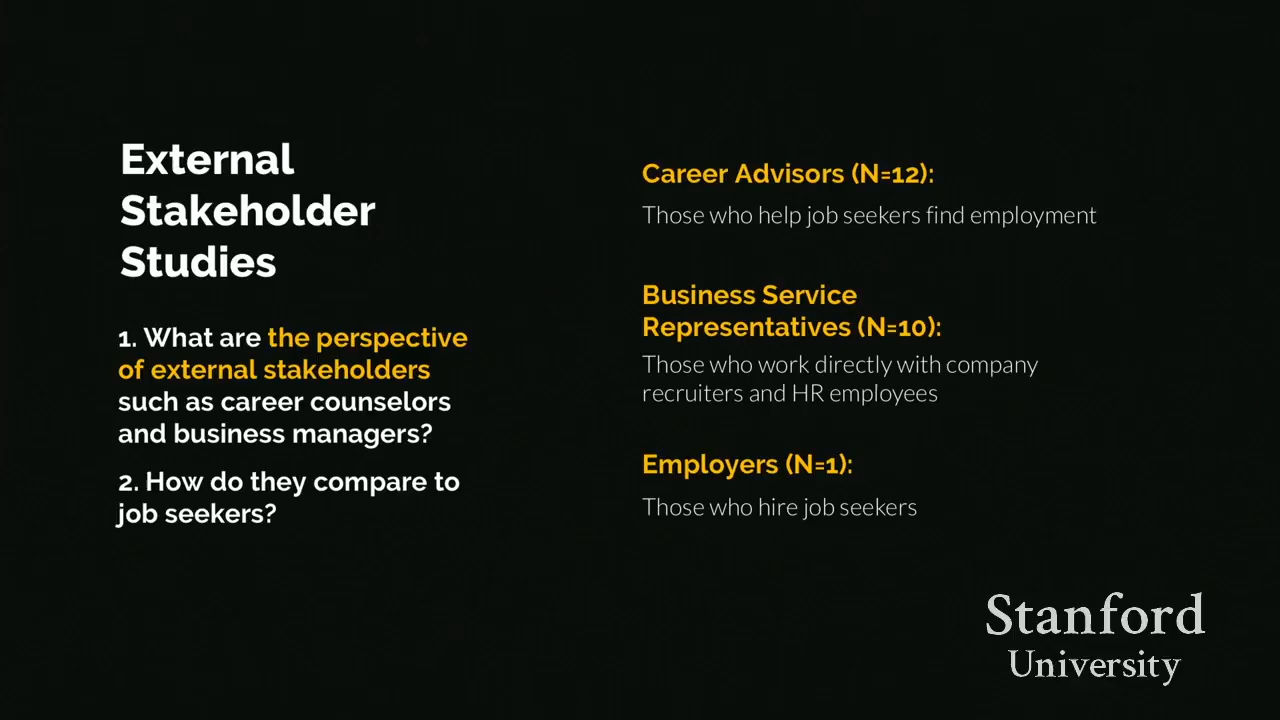 External
Stakeholder
Studies
1. What are the perspective
of external stakeholders
such as career counselors
and business managers?
2. How do they compare to
job seekers?
Career Advisors (N=12):
Those who help job seekers find employment
Business Service
Representatives (N=10):
Those who work directly with company
recruiters and HR employees
Employers (N=1):
Those who hire job seekers
Stanford
University